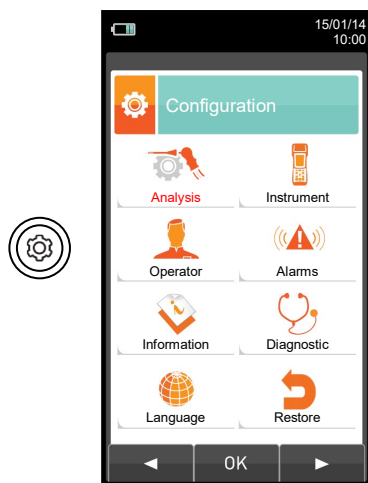 15/01/14
10:00
Configuration
Analysis
Instrument
Operator
Alarms
Information
Diagnostic
Language
Restore
OK